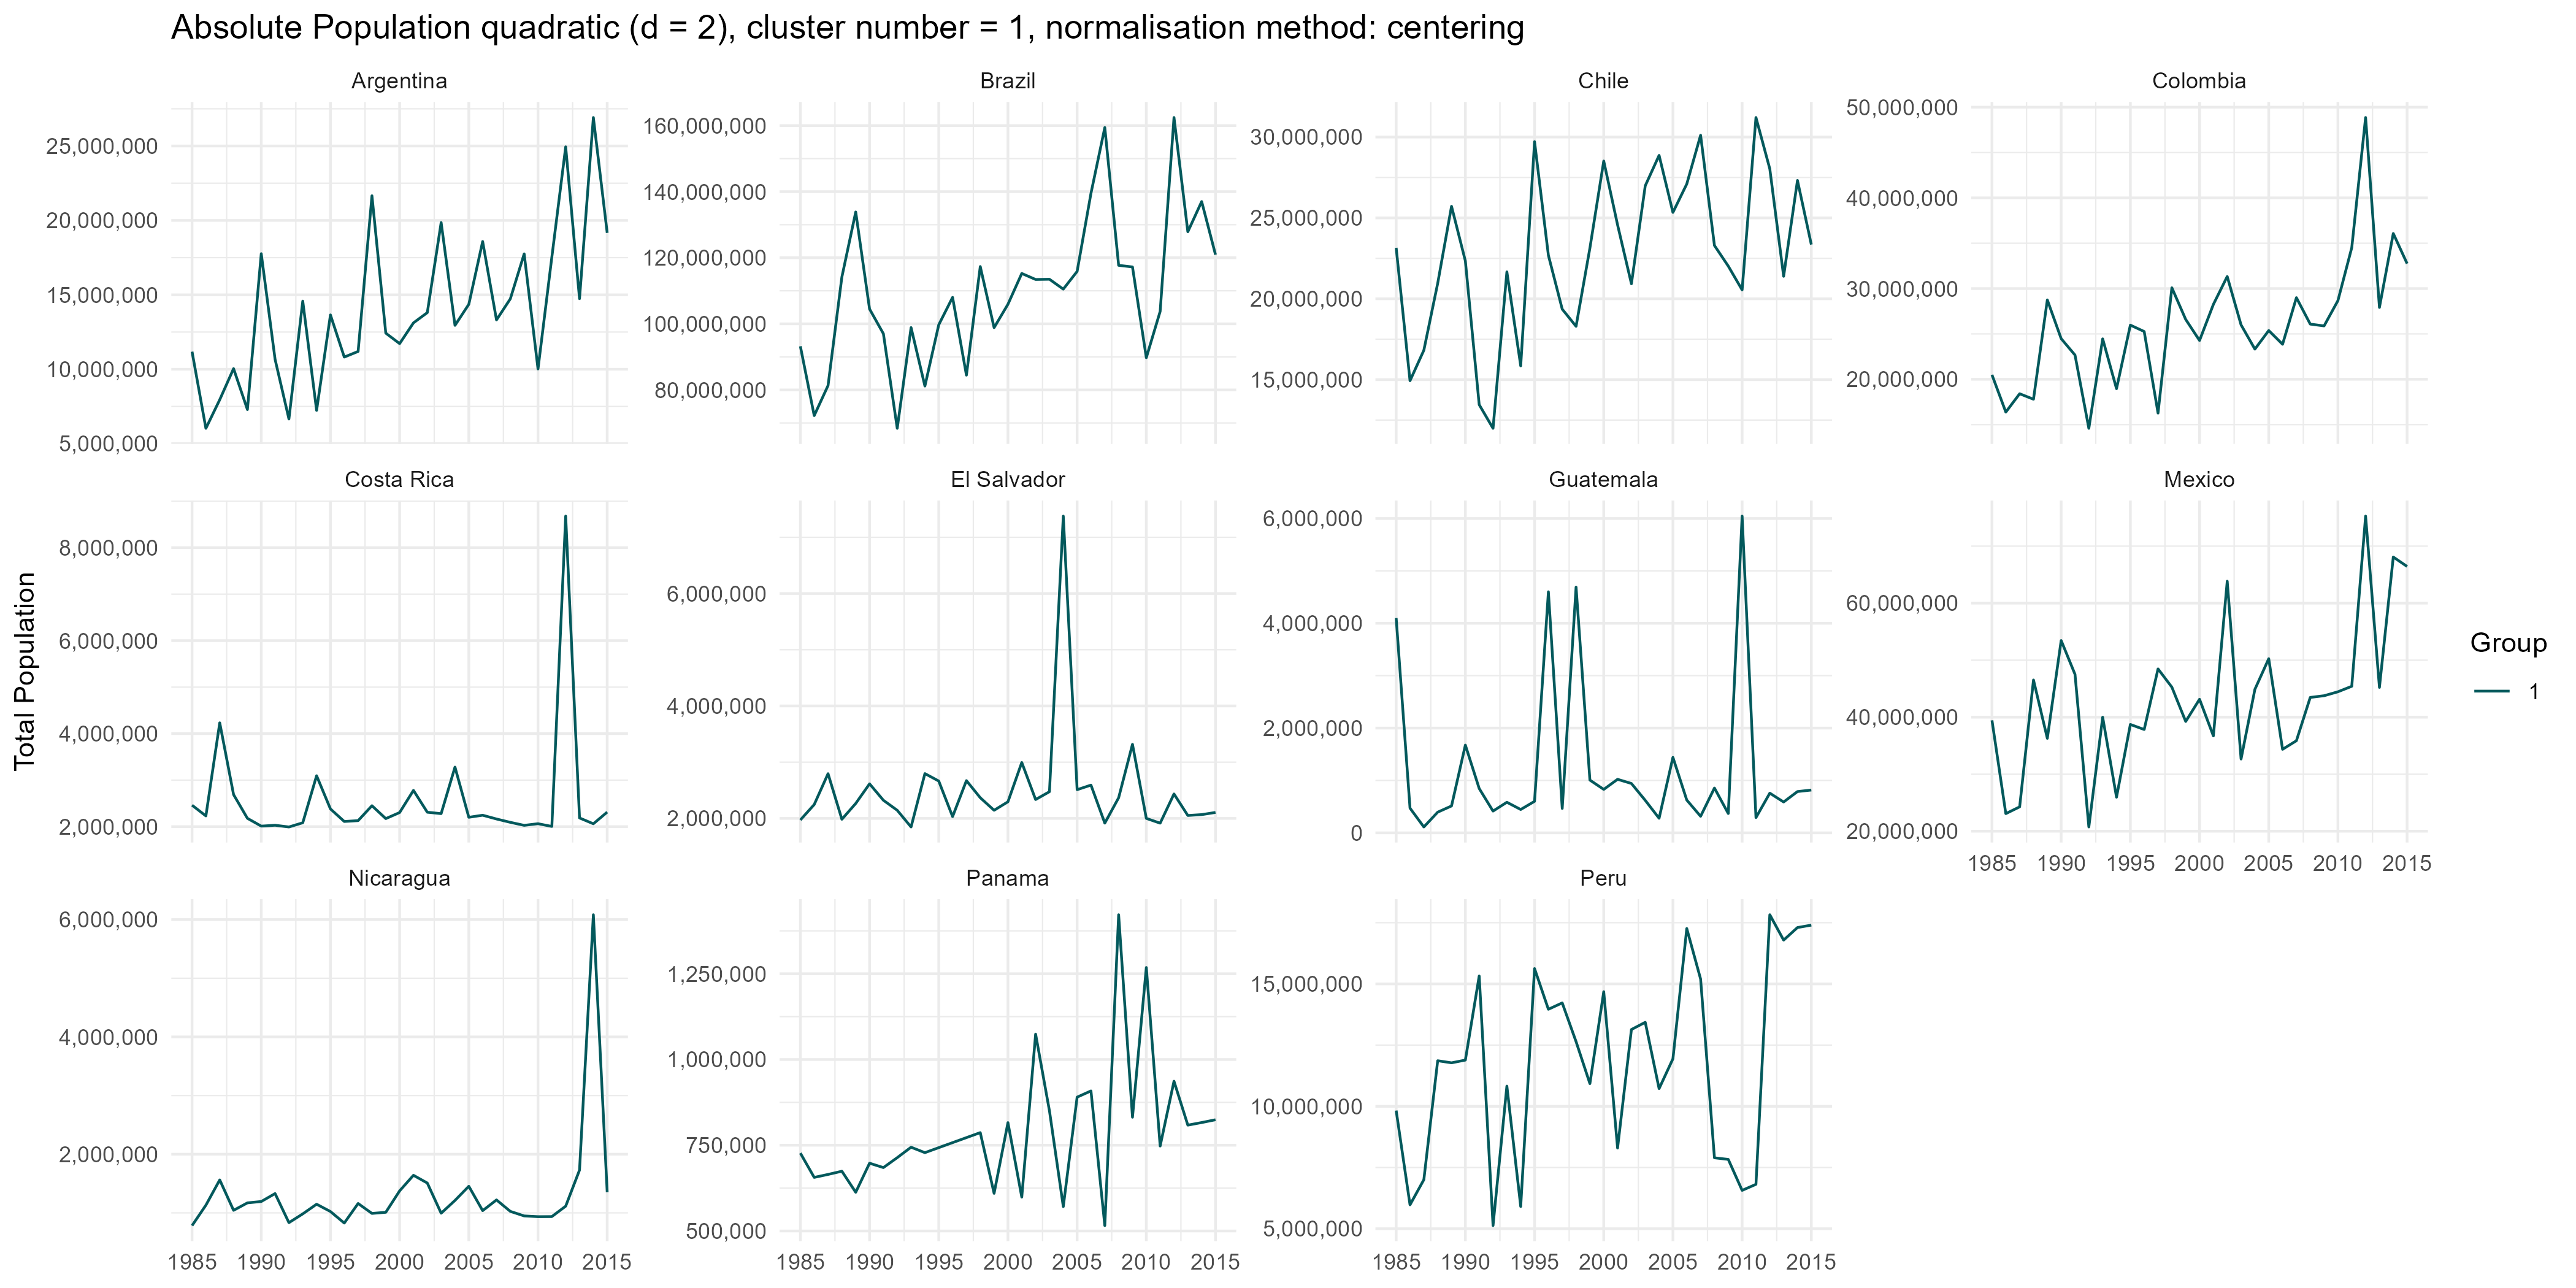 Absolute Population quadratic (d = 2), cluster number = 1, normalisation method: centering
Argentina
Brazil
Chile
Colombia
25,000,000
20,000,000
15,000,000
10,000,000
5,000,000
160,000,000
140,000,000
120,000,000
100,000,000
80,000,000
30,000,000
25,000,000
20,000,000
15,000,000
50,000,000
40,000,000
30,000,000
20,000,000
Costa Rica
El Salvador
Guatemala
Mexico
8,000,000
6,000,000
4,000,000
2,000,000
6,000,000
4,000,000
2,000,000
6,000,000
4,000,000
2,000,000
0
60,000,000
40,000,000
20,000,000
1985 1990 1995 2000 2005 2010 2015
Nicaragua
Panama
Peru
6,000,000
4,000,000
2,000,000
1,250,000
1,000,000
750,000
500,000
15,000,000
10,000,000
5,000,000
1985 1990 1995 2000 2005 2010 2015
1985 1990 1995 2000 2005 2010 2015
1985 1990 1995 2000 2005 2010 2015
Total Population
Group
1